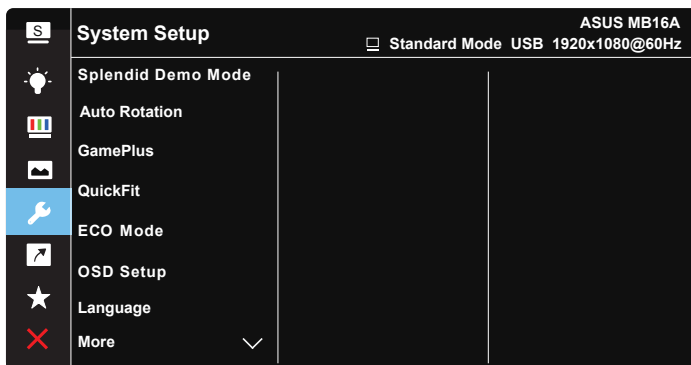 S
System Setup
ASUS MB16A
Standard Mode USB 1920x1080@60Hz
Splendid Demo Mode
Auto Rotation
GamePlus
QuickFit
ECO Mode
OSD Setup
Language
More